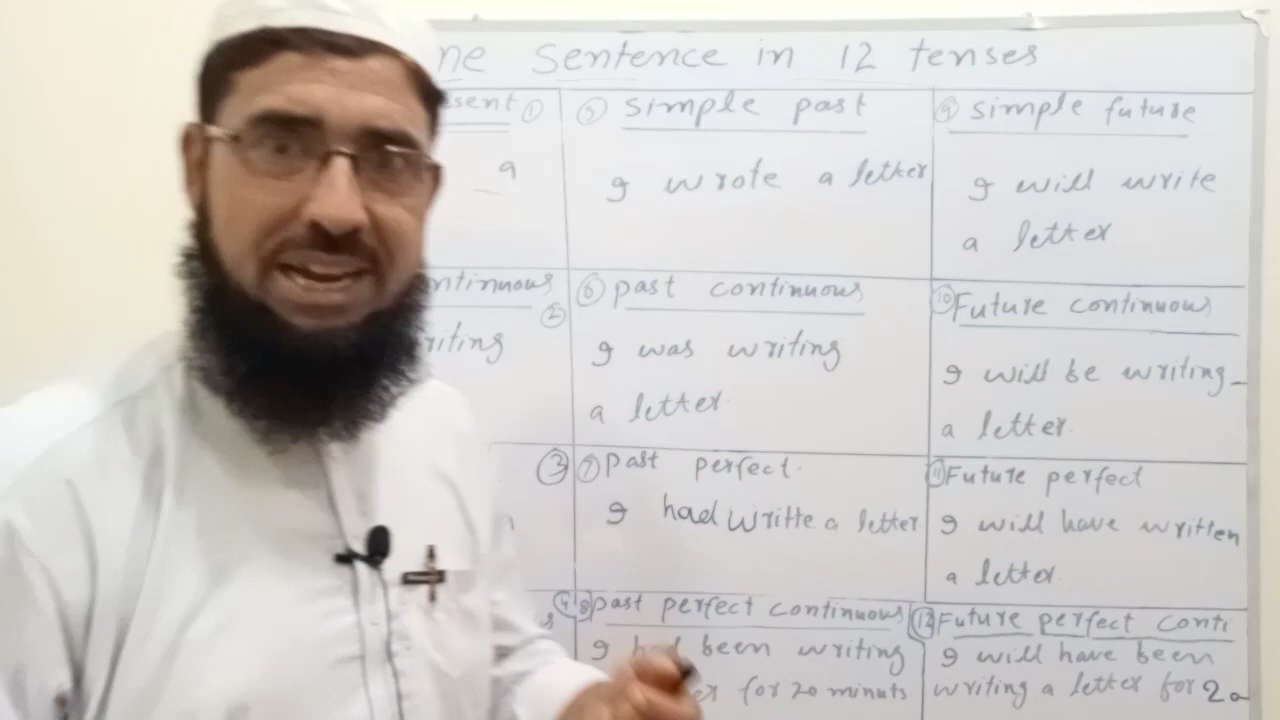 ne Sentence in 12 tenses
sent ①
a
ntinuous
②
riting
③
④
s
⑤ simple past
I wrote a letter
⑥ past continuous
I was writing
a letter.
⑦ past perfect.
I had writte a letter
⑧ past perfect continuous
I had been writing
er for 20 minuts
⑨ simple future
I will write
a letter
⑩ Future continuous
I will be writing
a letter.
⑪ Future perfect
I will have written
a letter.
⑫ Future perfect conti
I will have been
writing a letter for 20